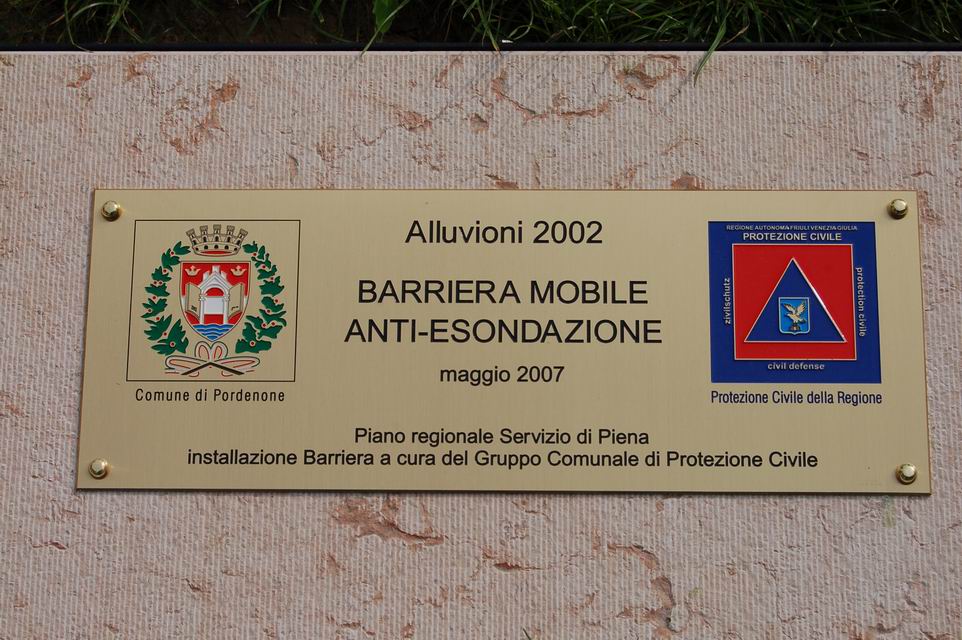 Alluvioni 2002
BARRIERA MOBILE
ANTI-ESONDAZIONE
maggio 2007
Comune di Pordenone
REGIONE AUTONOMA FRIULI VENEZIA GIULIA
PROTEZIONE CIVILE
zivilschutz
protection civile
civil defense
Protezione Civile della Regione
Piano regionale Servizio di Piena
installazione Barriera a cura del Gruppo Comunale di Protezione Civile